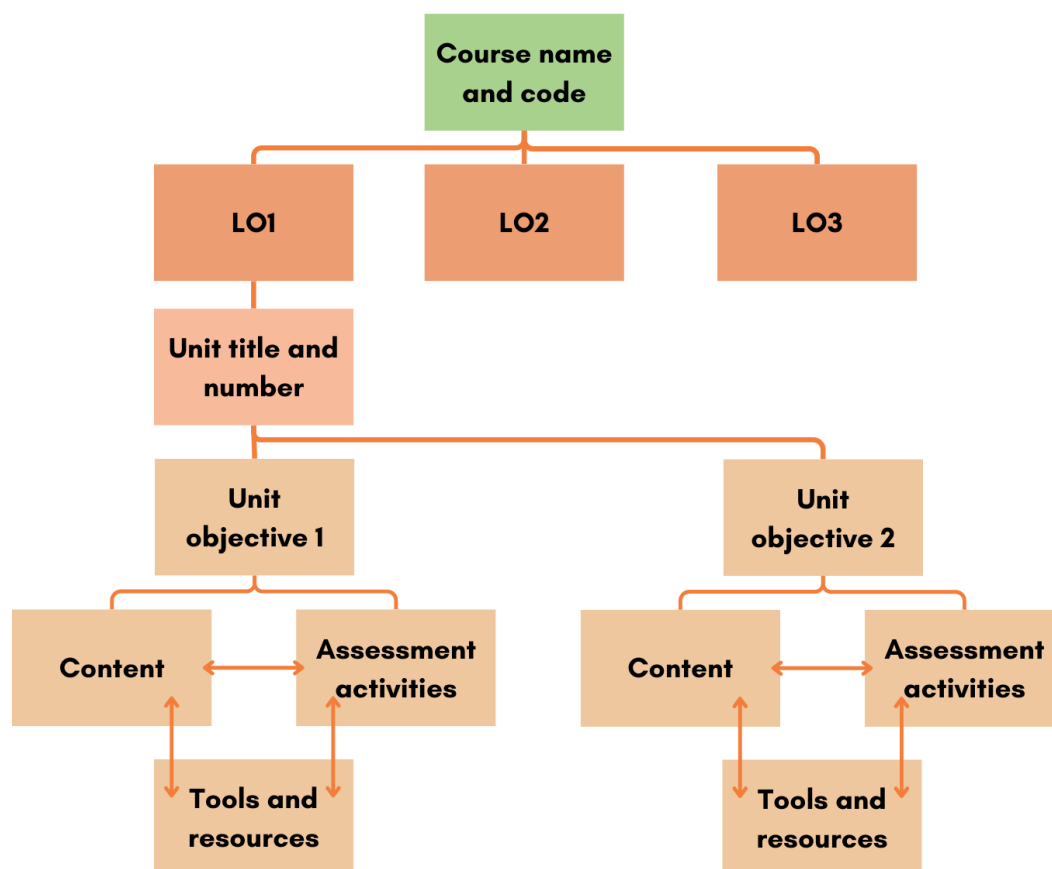 Course name
and code
LO1
LO2
LO3
Unit title and
number
Unit
objective 1
Unit
objective 2
Content
Assessment
activities
Content
Assessment
activities
Tools and
resources
Tools and
resources